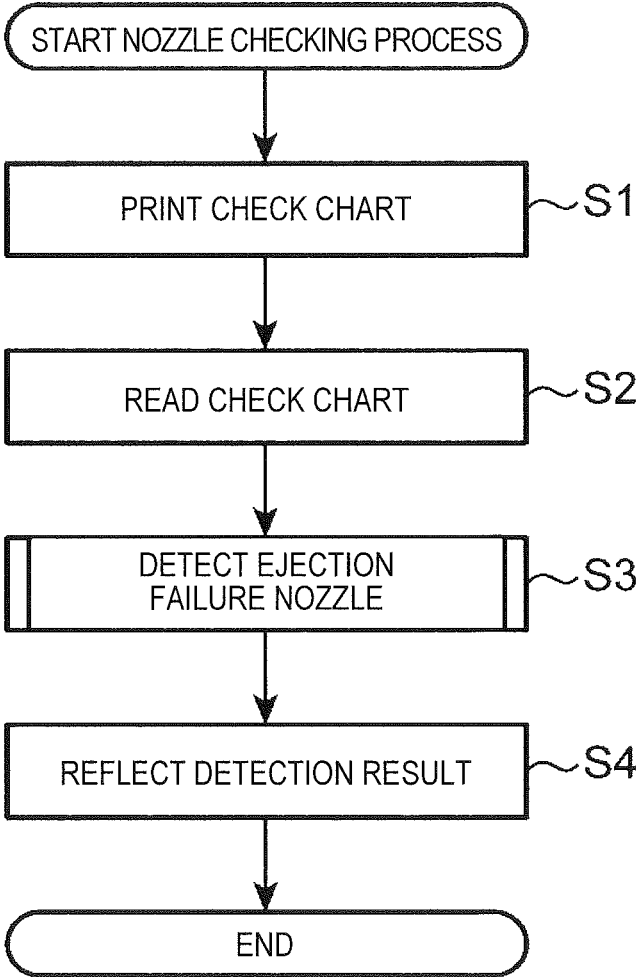 START NOZZLE CHECKING PROCESS
PRINT CHECK CHART
S1
READ CHECK CHART
S2
DETECT EJECTION
FAILURE NOZZLE
S3
REFLECT DETECTION RESULT
S4
END